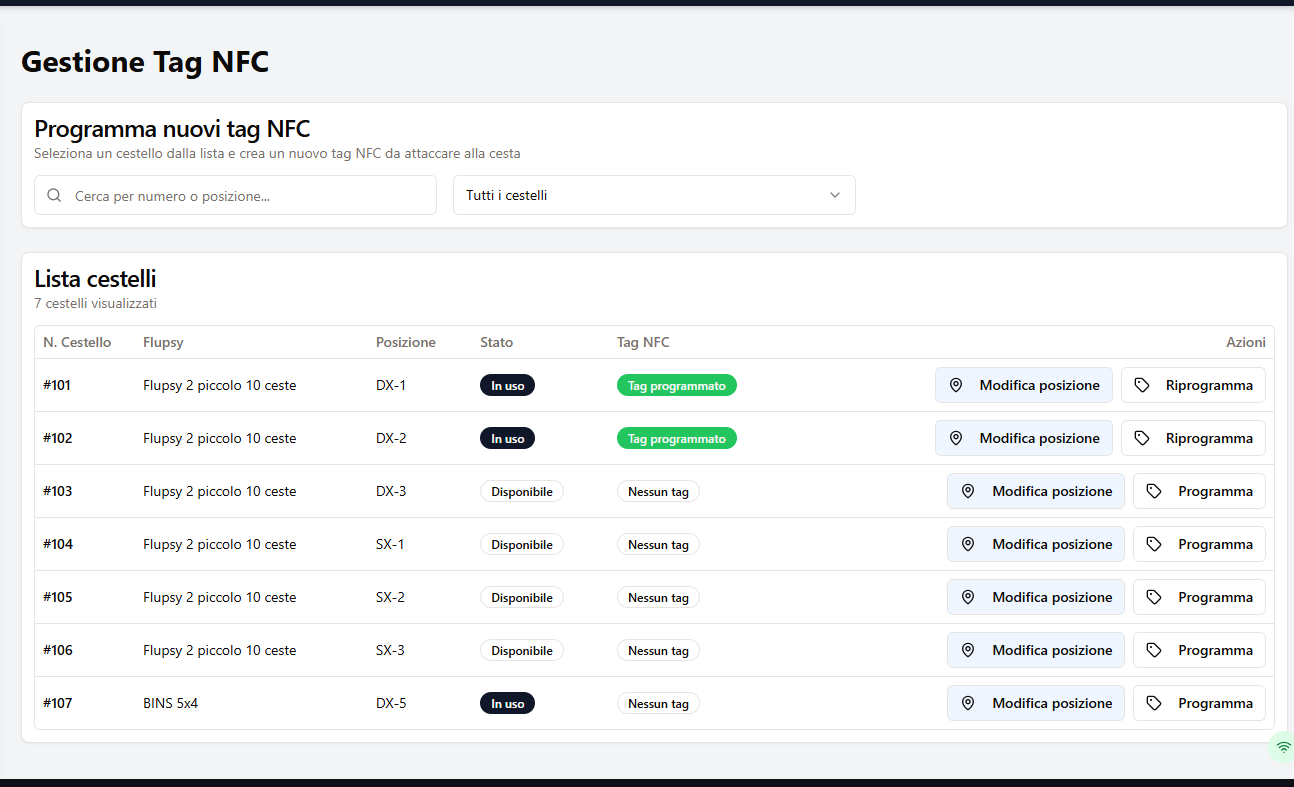 Gestione Tag NFC
Programma nuovi tag NFC
Seleziona un cestello dalla lista e crea un nuovo tag NFC da attaccare alla cesta
Cerca per numero o posizione... Tutti i cestelli
Lista cestelli
7 cestelli visualizzati
N. Cestello Flupsy Posizione Stato Tag NFC Azioni
#101 Flupsy 2 piccolo 10 ceste DX-1 In uso Tag programmato Modifica posizione Riprogramma
#102 Flupsy 2 piccolo 10 ceste DX-2 In uso Tag programmato Modifica posizione Riprogramma
#103 Flupsy 2 piccolo 10 ceste DX-3 Disponibile Nessun tag Modifica posizione Programma
#104 Flupsy 2 piccolo 10 ceste SX-1 Disponibile Nessun tag Modifica posizione Programma
#105 Flupsy 2 piccolo 10 ceste SX-2 Disponibile Nessun tag Modifica posizione Programma
#106 Flupsy 2 piccolo 10 ceste SX-3 Disponibile Nessun tag Modifica posizione Programma
#107 BINS 5x4 DX-5 In uso Nessun tag Modifica posizione Programma